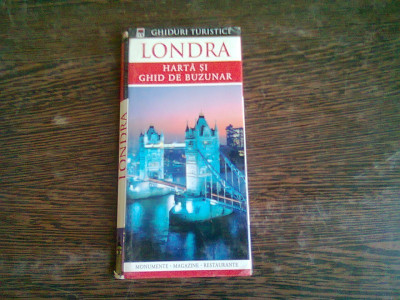 GHIDURI TURISTICE
LONDRA
HARTĂ ȘI
GHID DE BUZUNAR
LONDRA
MONUMENTE • MAGAZINE • RESTAURANTE